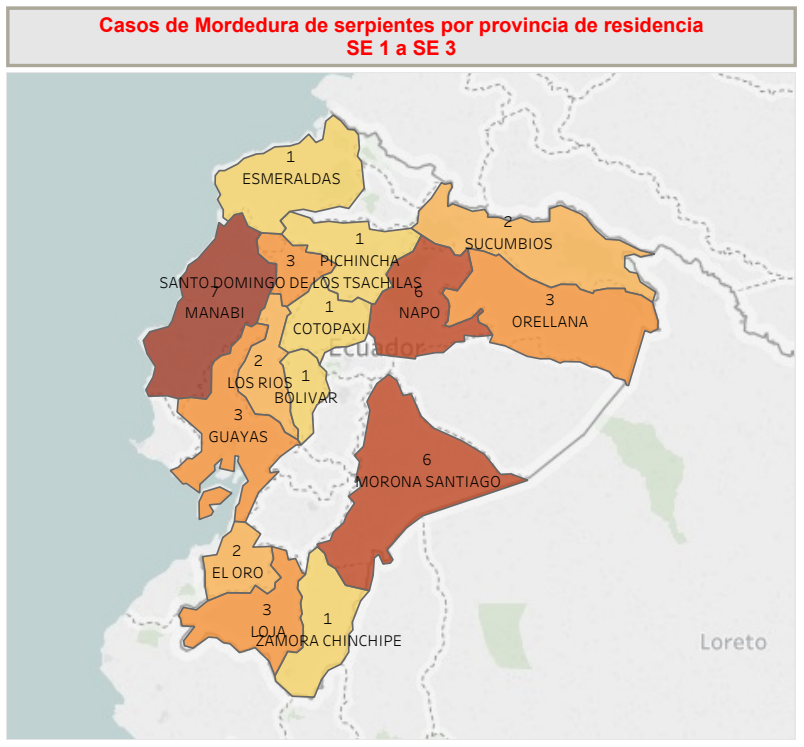 Casos de Mordedura de serpientes por provincia de residencia
SE 1 a SE 3
1
ESMERALDAS
2
SUCUMBIOS
1
PICHINCHA
3
SANTO DOMINGO DE LOS TSACHILAS
7
MANABI
6
NAPO
3
ORELLANA
1
COTOPAXI
Ecuador
2
LOS RIOS
1
BOLIVAR
3
GUAYAS
6
MORONA SANTIAGO
2
EL ORO
3
LOJA
1
ZAMORA CHINCHIPE
Loreto